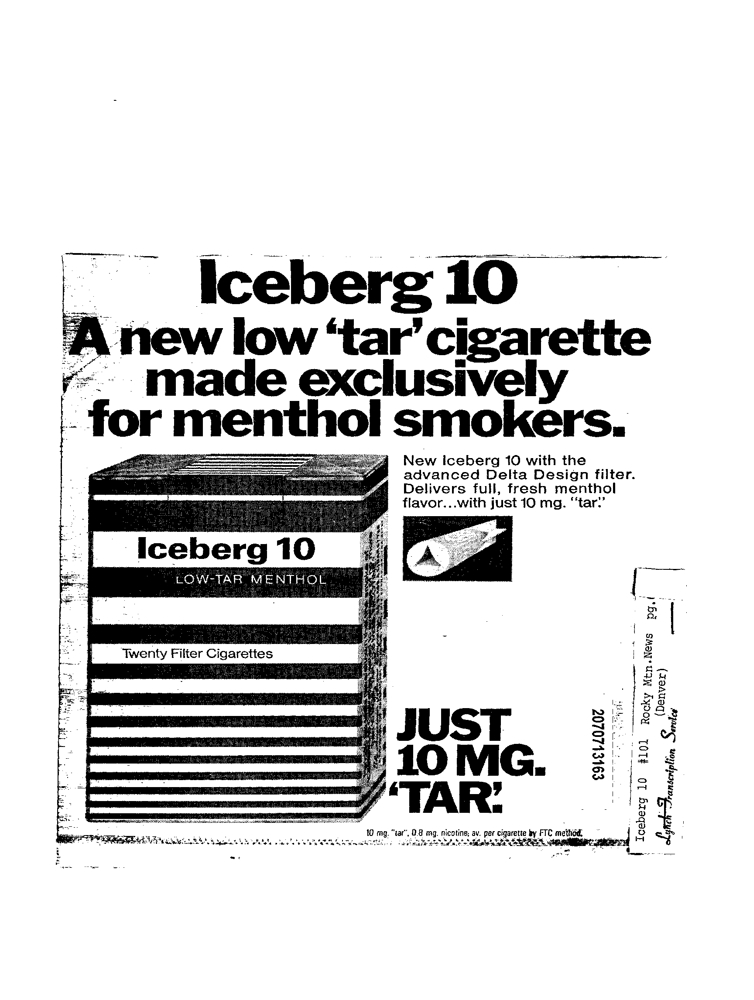 Iceberg 10
A new low ‘tar’ cigarette
made exclusively
for menthol smokers.
New Iceberg 10 with the
advanced Delta Design filter.
Delivers full, fresh menthol
flavor...with just 10 mg. “tar.”
Iceberg 10
LOW-TAR MENTHOL
Twenty Filter Cigarettes
JUST
10 MG.
‘TAR.’
10 mg. "tar", 0.8 mg. nicotine, av. per cigarette by FTC method.
2070713163
Iceberg 10 #101 Rocky Mtn.News pg.
(Denver)
Lynch Transcription Service